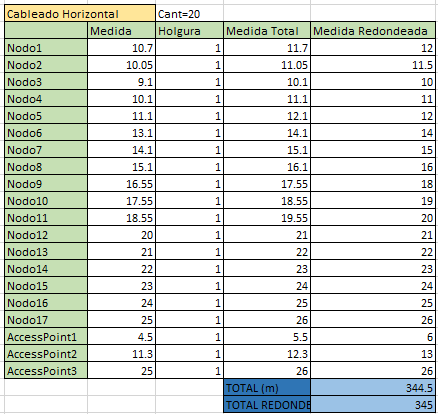 Cableado Horizontal Cant=20
Medida Holgura Medida Total Medida Redondeada
Nodo1 10.7 1 11.7 12
Nodo2 10.05 1 11.05 11.5
Nodo3 9.1 1 10.1 10
Nodo4 10.1 1 11.1 11
Nodo5 11.1 1 12.1 12
Nodo6 13.1 1 14.1 14
Nodo7 14.1 1 15.1 15
Nodo8 15.1 1 16.1 16
Nodo9 16.55 1 17.55 18
Nodo10 17.55 1 18.55 19
Nodo11 18.55 1 19.55 20
Nodo12 20 1 21 21
Nodo13 21 1 22 22
Nodo14 22 1 23 23
Nodo15 23 1 24 24
Nodo16 24 1 25 25
Nodo17 25 1 26 26
AccessPoint1 4.5 1 5.5 6
AccessPoint2 11.3 1 12.3 13
AccessPoint3 25 1 26 26
TOTAL (m) 344.5
TOTAL REDONDE 345